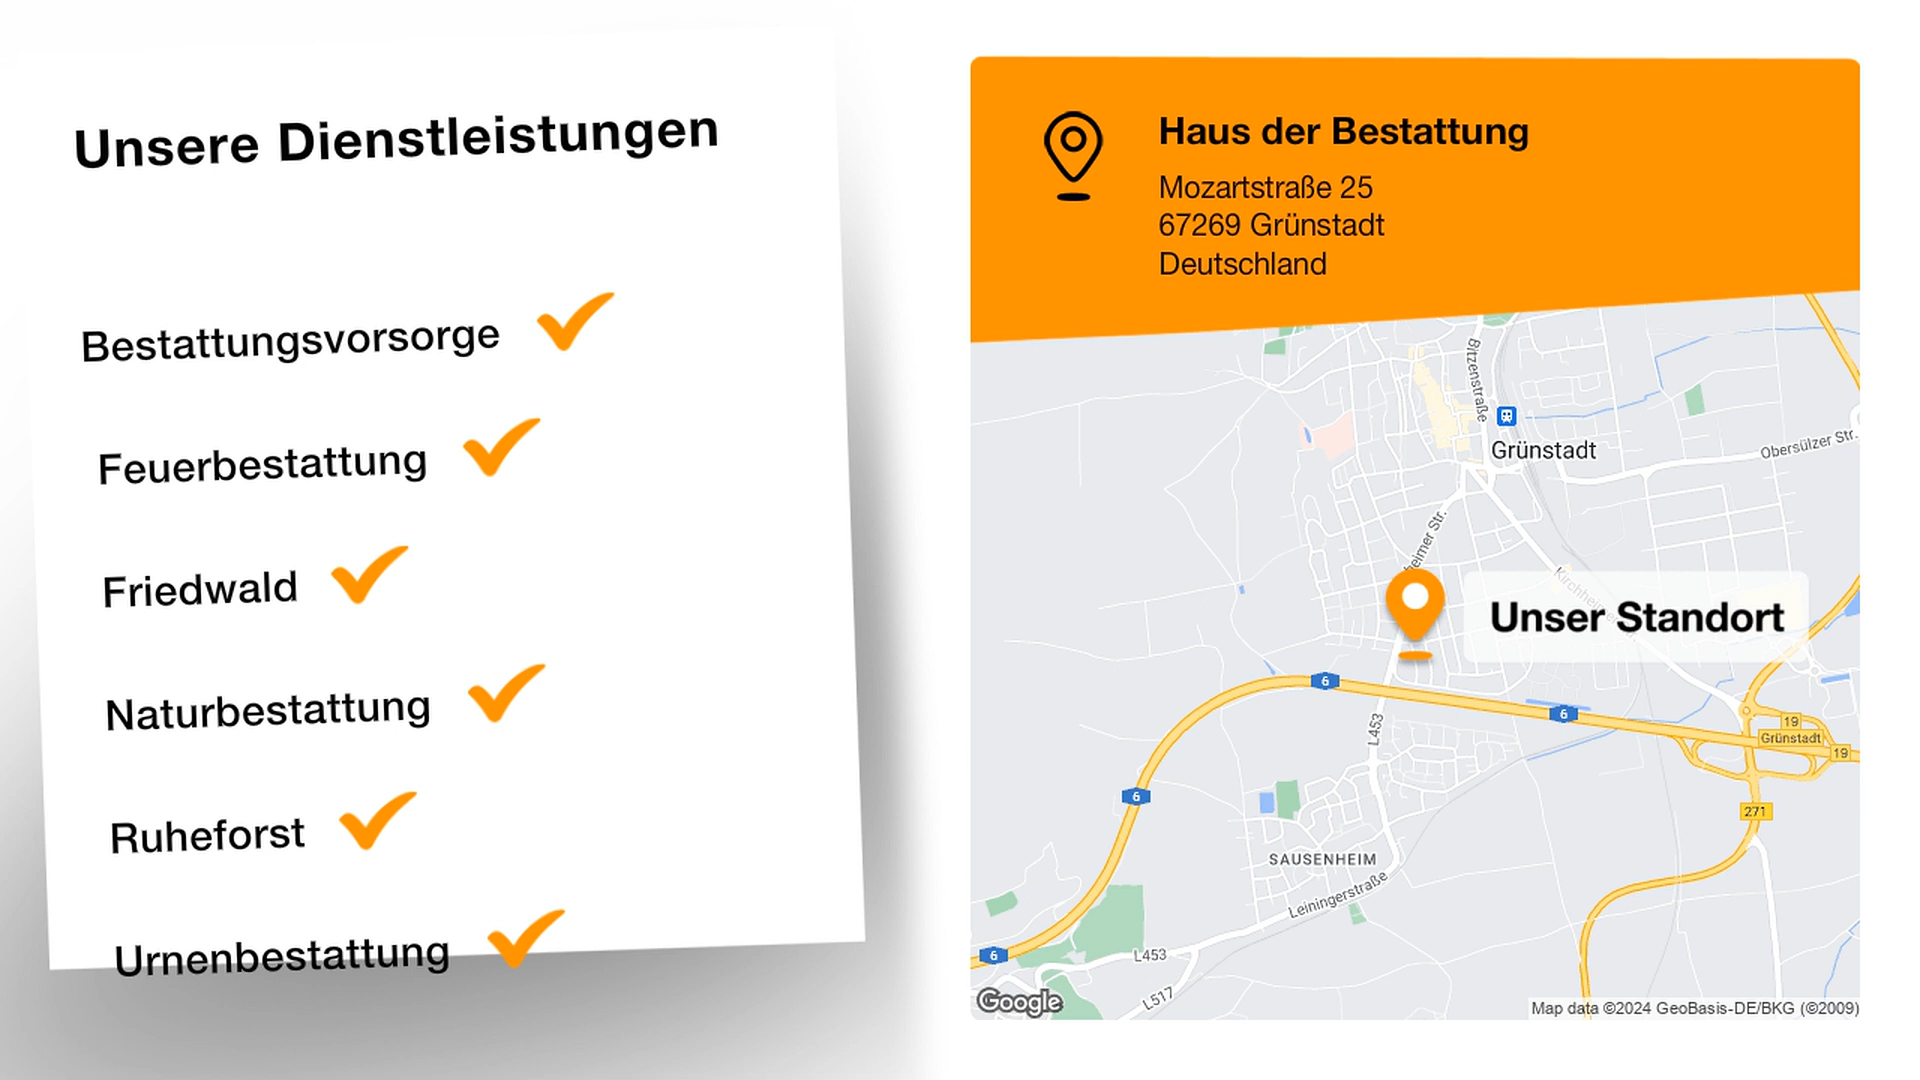 Unsere Dienstleistungen
Bestattungsvorsorge
Feuerbestattung
Friedwald
Naturbestattung
Ruheforst
Urnenbestattung
Haus der Bestattung
Mozartstraße 25
67269 Grünstadt
Deutschland
Bitzenstraße
Grünstadt
Obersülzer Str.
heimer Str.
Unser Standort
6
6
L453
19
Grünstadt
19
6
271
SAUSENHEIM
Leiningerstraße
6
L453
L517
Google
Map data ©2024 GeoBasis-DE/BKG (©2009)